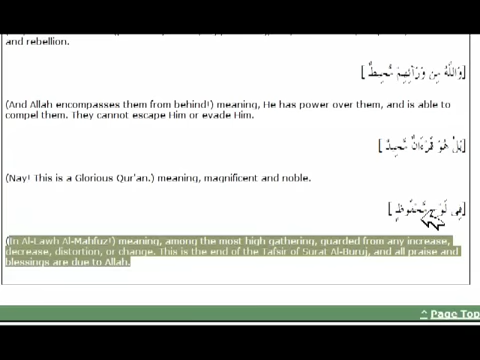 and rebellion.
[وَاللَّهُ مِن وَرَآئِهِمْ مُّحِيطٌ ]
(And Allah encompasses them from behind!) meaning, He has power over them, and is able to
compel them. They cannot escape Him or evade Him.
[بَلْ هُوَ قُرْءَانٌ مَّجِيدٌ ]
(Nay! This is a Glorious Qur'an.) meaning, magnificent and noble.
[فِى لَوْحٍ مَّحْفُوظٍ ]
(In Al-Lawh Al-Mahfuz!) meaning, among the most high gathering, guarded from any increase,
decrease, distortion, or change. This is the end of the Tafsir of Surat Al-Buruj, and all praise and
blessings are due to Allah.
^ Page Top